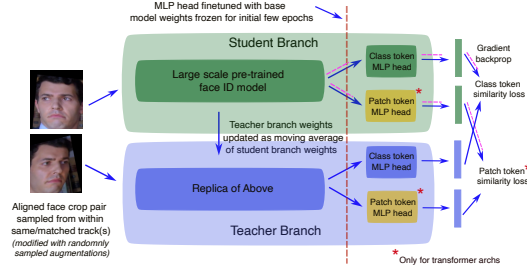 MLP head finetuned with base
model weights frozen for initial few epochs
Student Branch
Large scale pre-trained
face ID model
Class token
MLP head
Patch token
MLP head
*
Gradient
backprop
Class token
similarity loss
Teacher branch weights
updated as moving average
of student branch weights
Replica of Above
Class token
MLP head
Patch token
MLP head
*
Patch token*
similarity loss
Teacher Branch
Aligned face crop pair
sampled from within
same/matched track(s)
(modified with randomly
sampled augmentations)
*Only for transformer archs